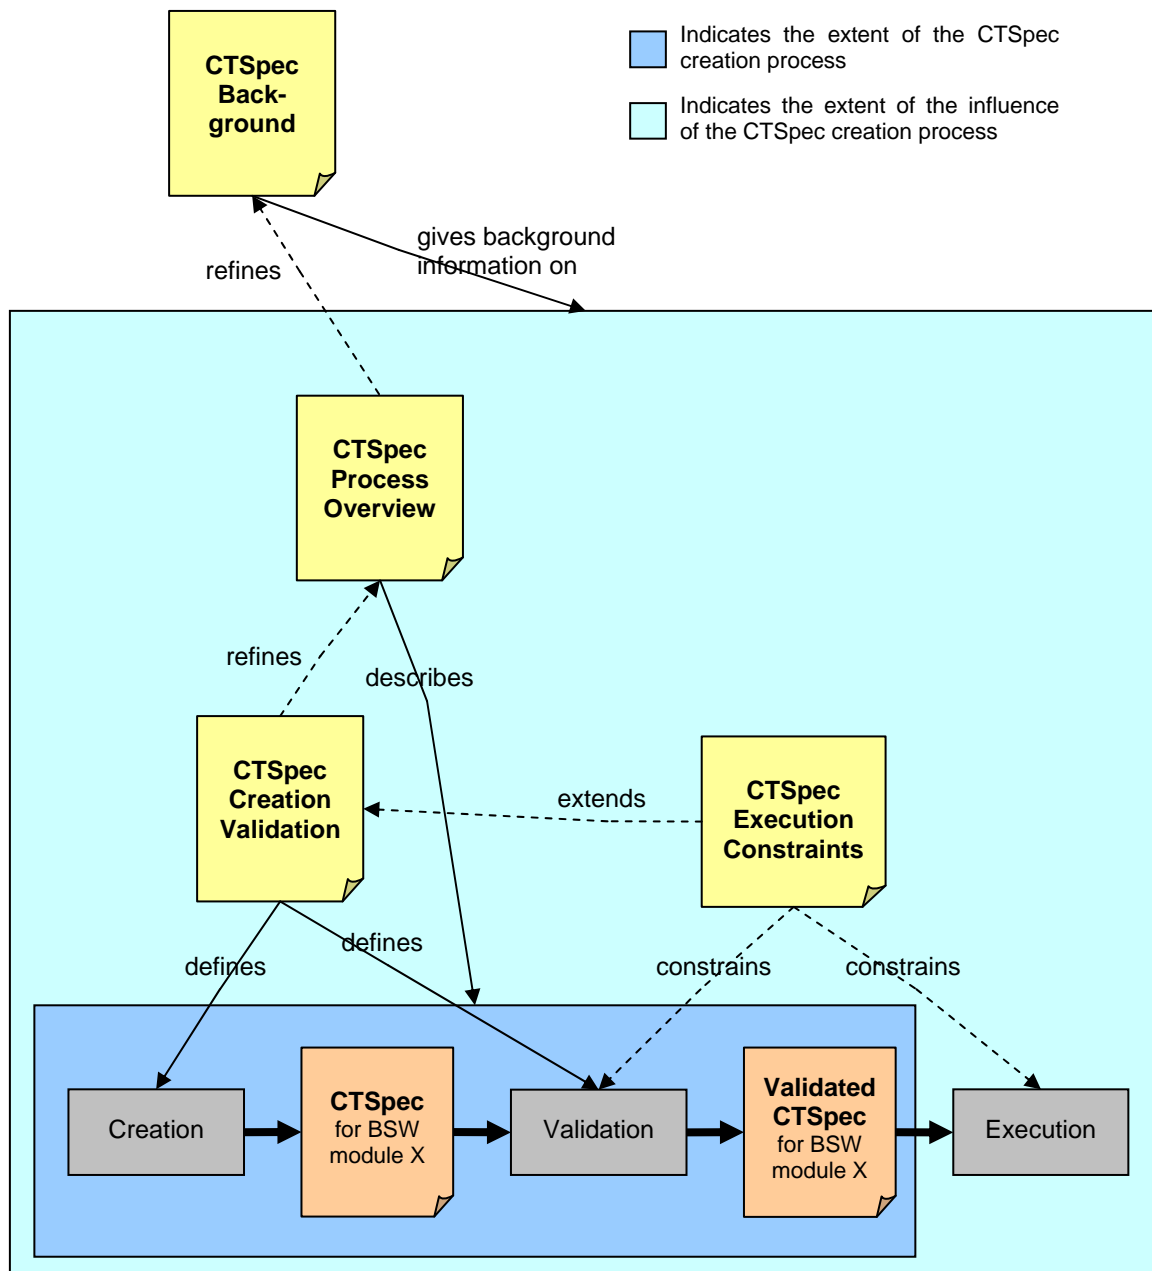 CTSpec
Back-
ground
Indicates the extent of the CTSpec
creation process
Indicates the extent of the influence
of the CTSpec creation process
gives background
information on
refines
CTSpec
Process
Overview
refines
describes
CTSpec
Creation
Validation
extends
CTSpec
Execution
Constraints
defines
defines
constrains
constrains
Creation
CTSpec
for BSW
module X
Validation
Validated
CTSpec
for BSW
module X
Execution